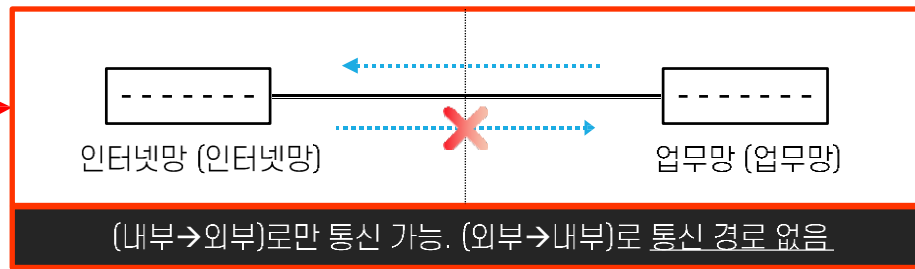 인터넷망 (인터넷망)
업무망 (업무망)
(내부→외부)로만 통신 가능. (외부→내부)로 통신 경로 없음